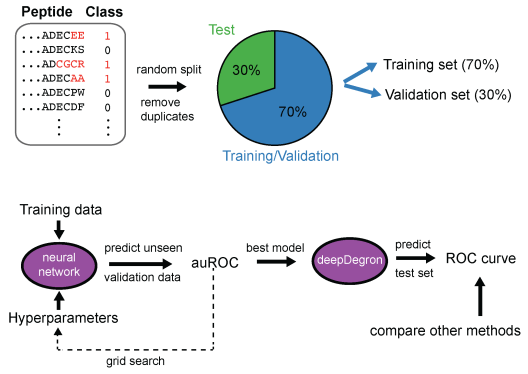 Peptide Class
...ADECEE 1
...ADECKS 0
...ADCGCR 1
...ADECAA 1
...ADECPW 0
...ADECDF 0
random split
remove
duplicates
Test
30%
70%
Training/Validation
Training set (70%)
Validation set (30%)
Training data
neural
network
Hyperparameters
predict unseen
validation data
auROC
grid search
best model
deepDegron
predict
test set
ROC curve
compare other methods